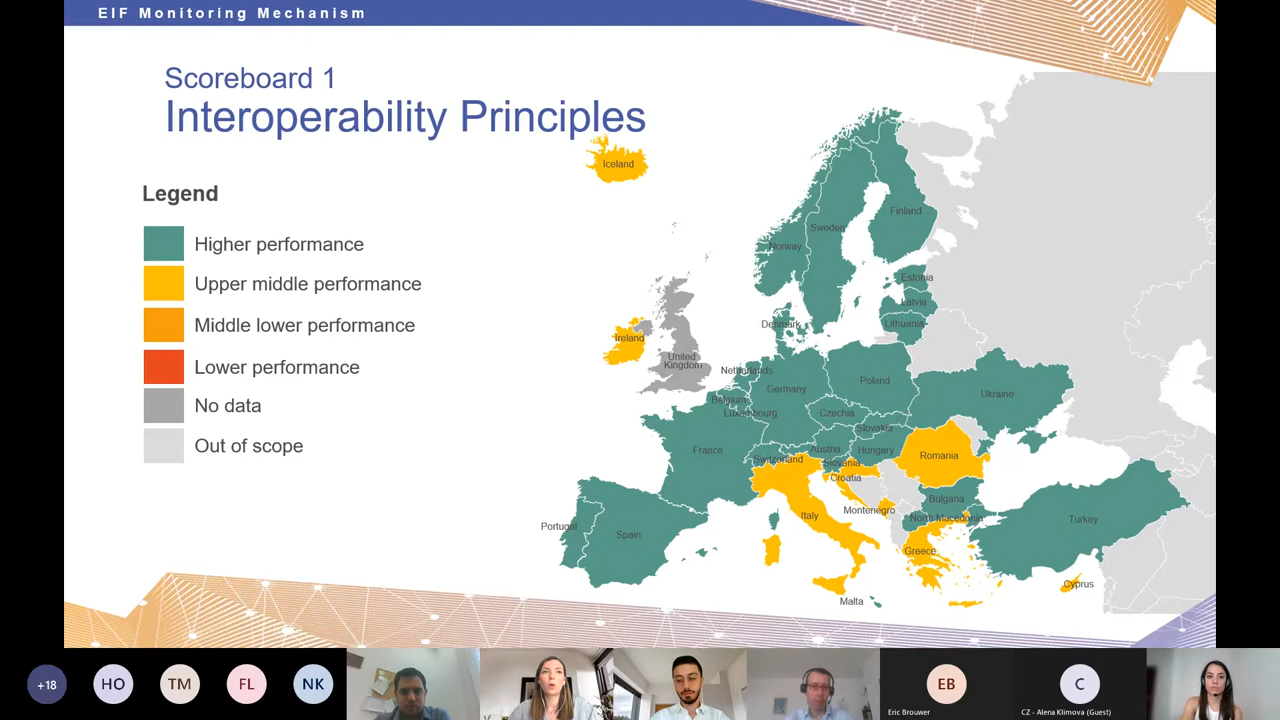 EIF Monitoring Mechanism
Scoreboard 1
Interoperability Principles
Legend
Higher performance
Upper middle performance
Middle lower performance
Lower performance
No data
Out of scope
Iceland
Finland
Sweden
Norway
Estonia
Latvia
Lithuania
Denmark
Ireland
United
Kingdom
Netherlands
Belgium
Luxembourg
Germany
Poland
Ukraine
Czechia
Slovakia
France
Switzerland
Austria
Hungary
Slovania
Romania
Croatia
Montenegro
Bulgaria
North Macedonia
Italy
Portugal
Spain
Turkey
Greece
Cyprus
Malta
+18
HO
TM
FL
NK
EB
Eric Brouwer
C
CZ - Alena Klimova (Guest)